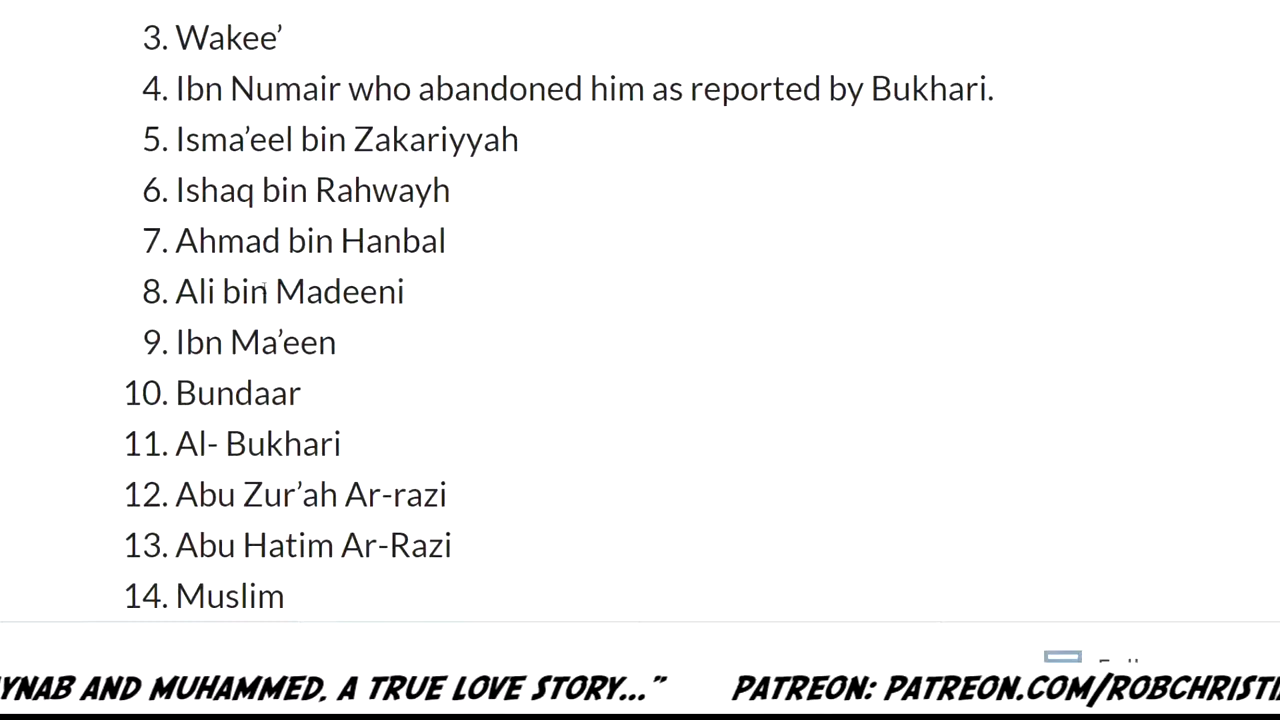 3. Wakee’
4. Ibn Numair who abandoned him as reported by Bukhari.
5. Isma’eel bin Zakariyyah
6. Ishaq bin Rahwayh
7. Ahmad bin Hanbal
8. Ali bin Madeeni
9. Ibn Ma’een
10. Bundaar
11. Al- Bukhari
12. Abu Zur’ah Ar-razi
13. Abu Hatim Ar-Razi
14. Muslim
YNAB AND MUHAMMED, A TRUE LOVE STORY..." PATREON: PATREON.COM/ROBCHRISTI